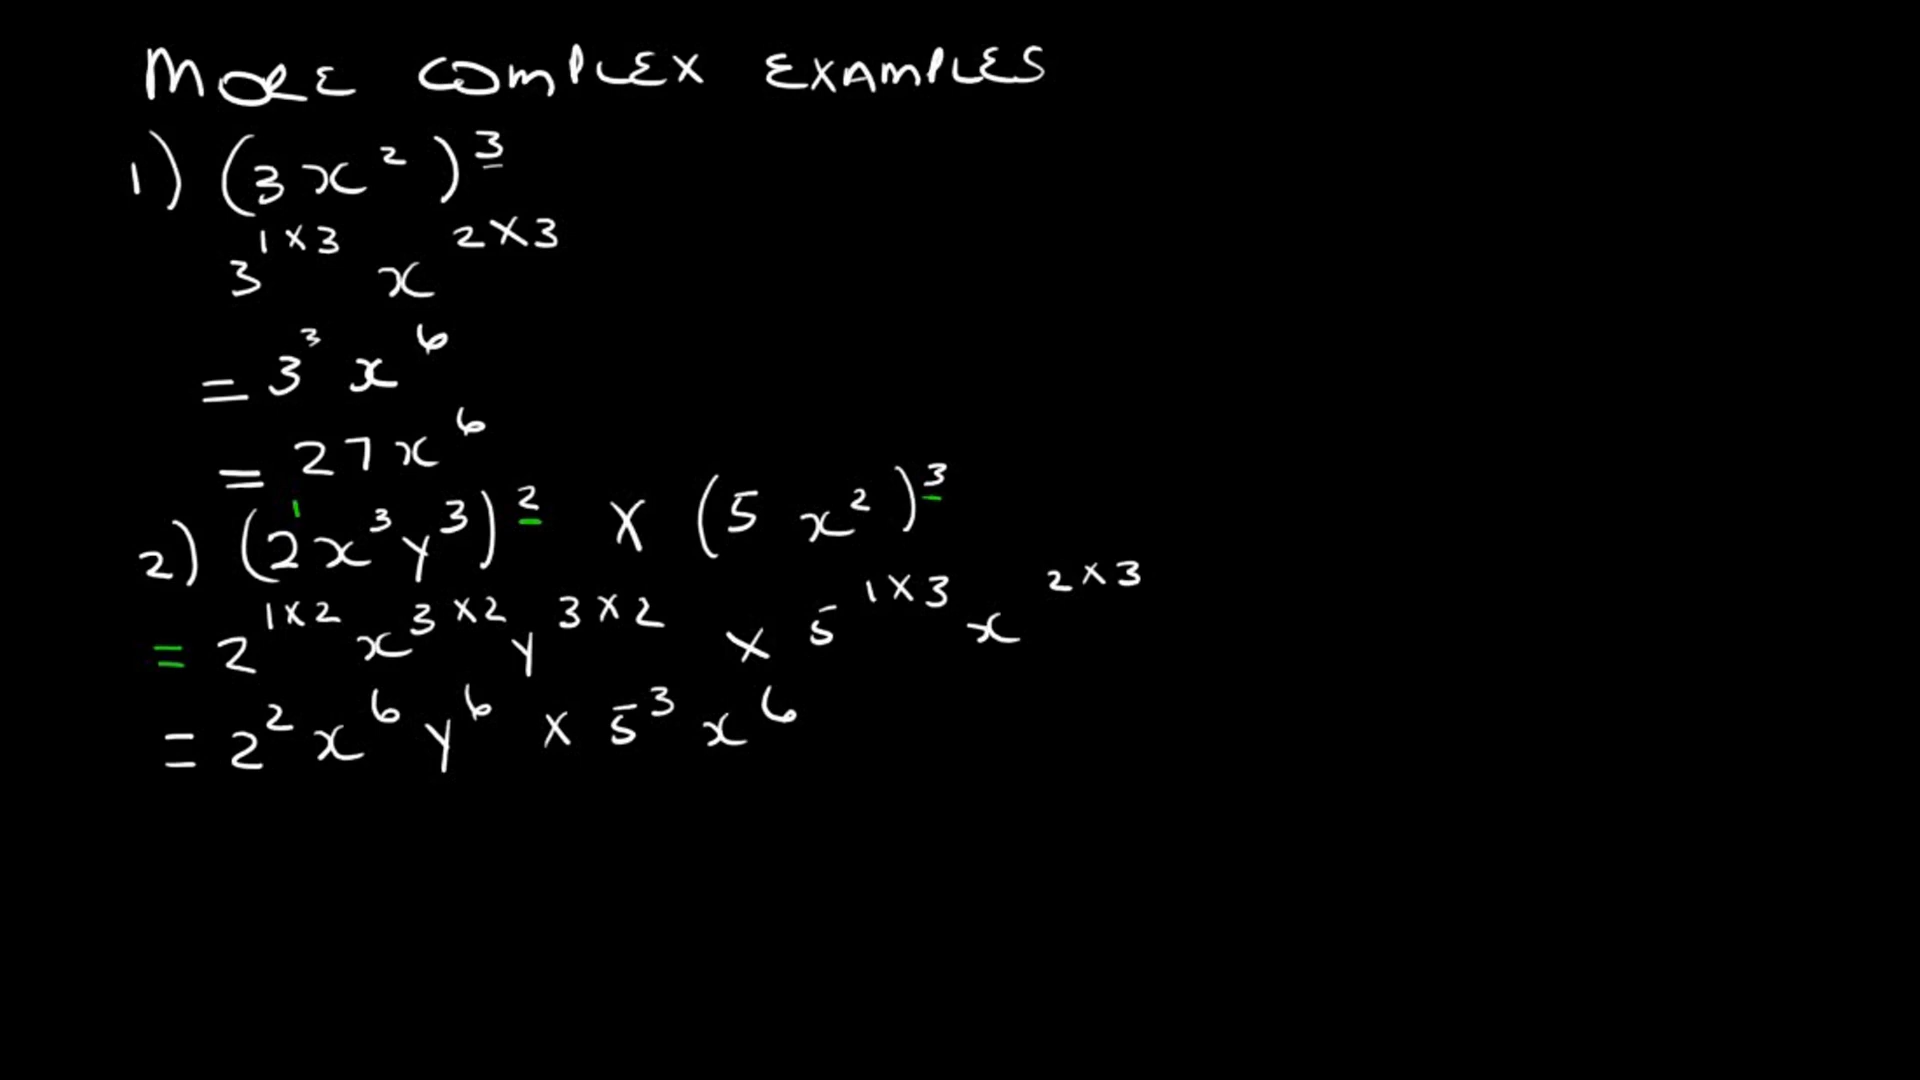 MORE COMPLEX EXAMPLES
1) (3x²)³
3^{1×3} x^{2×3}
= 3³ x⁶
= 27x⁶
2) (2¹x³y³)² × (5x²)³
= 2^{1×2} x^{3×2} y^{3×2} × 5^{1×3} x^{2×3}
= 2² x⁶ y⁶ × 5³ x⁶